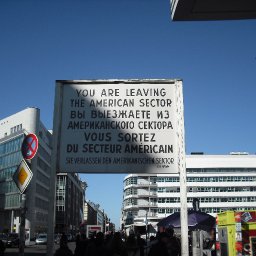 YOU ARE LEAVING
THE AMERICAN SECTOR
ВЫ ВЫЕЗЖАЕТЕ ИЗ
АМЕРИКАНСКОГО СЕКТОРА
VOUS SORTEZ
DU SECTEUR AMÉRICAIN
SIE VERLASSEN DEN AMERIKANISCHEN SEKTOR